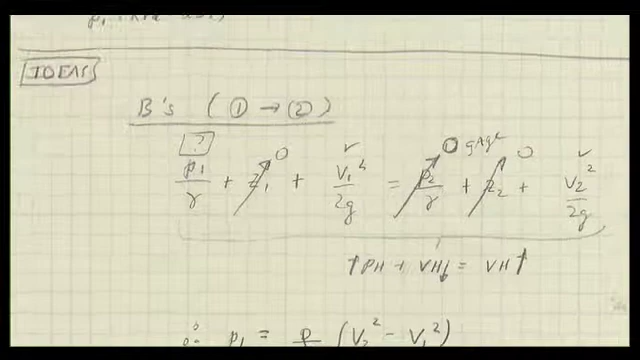 IDEAS
B's (① → ②)
?
0 ✓ 0 gage 0 ✓
p₁/γ + z₁ + V₁²/2g = p₂/γ + z₂ + V₂²/2g
↑PH + VH↓ = VH↑
∴ p₁ = ρ/ (V₂² - V₁²)